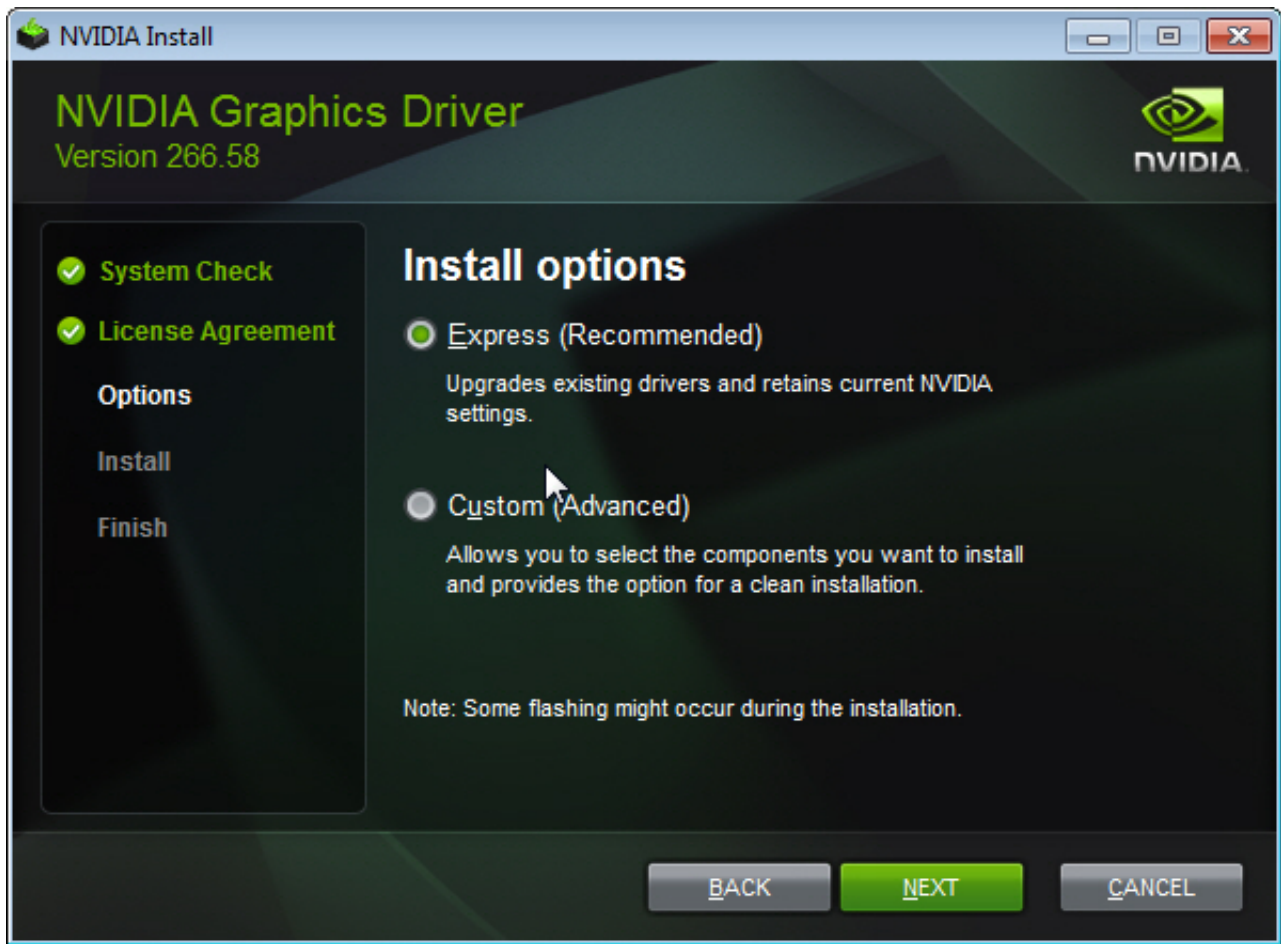 NVIDIA Install
NVIDIA Graphics Driver
Version 266.58
NVIDIA.
System Check
License Agreement
Options
Install
Finish
Install options
Express (Recommended)
Upgrades existing drivers and retains current NVIDIA
settings.
Custom (Advanced)
Allows you to select the components you want to install
and provides the option for a clean installation.
Note: Some flashing might occur during the installation.
BACK
NEXT
CANCEL